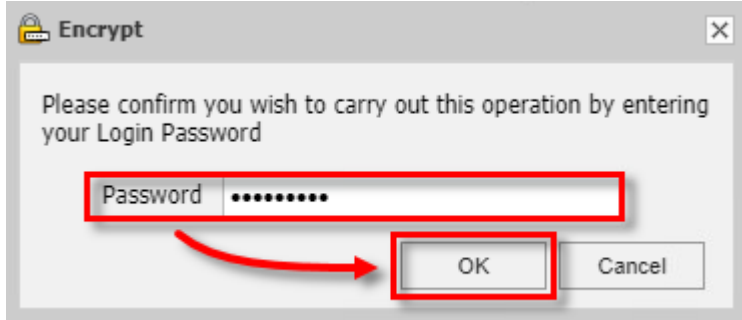 Encrypt
Please confirm you wish to carry out this operation by entering
your Login Password
Password •••••••••
OK Cancel